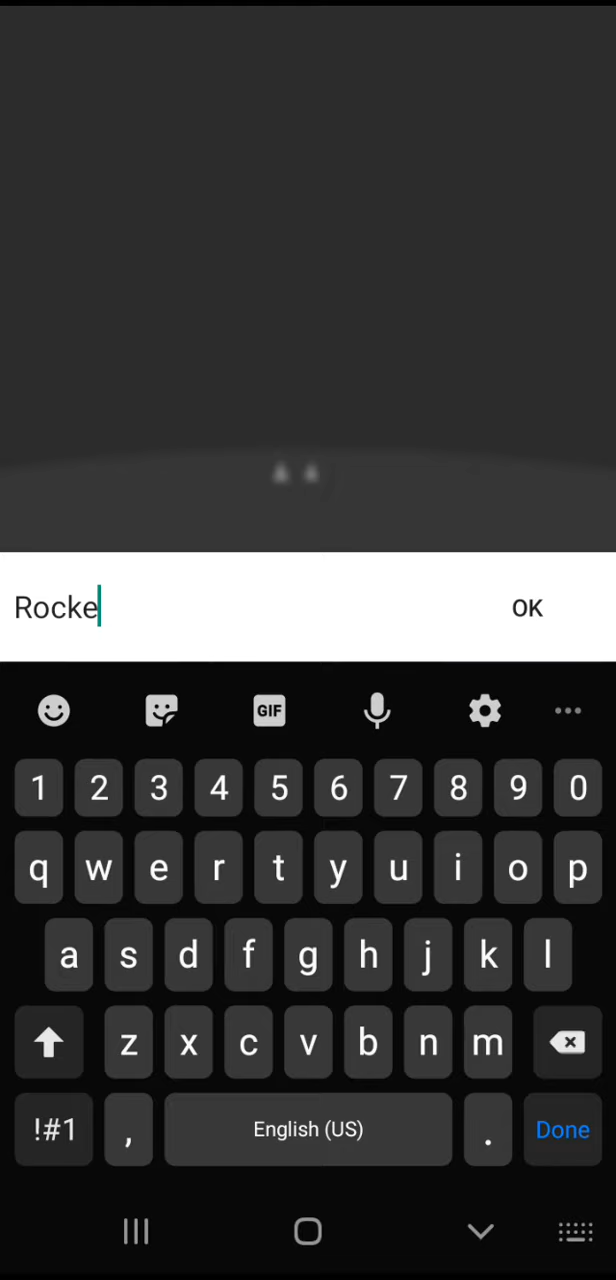 Rocke
OK
GIF
1 2 3 4 5 6 7 8 9 0
q w e r t y u i o p
a s d f g h j k l
z x c v b n m
!#1 , English (US) . Done